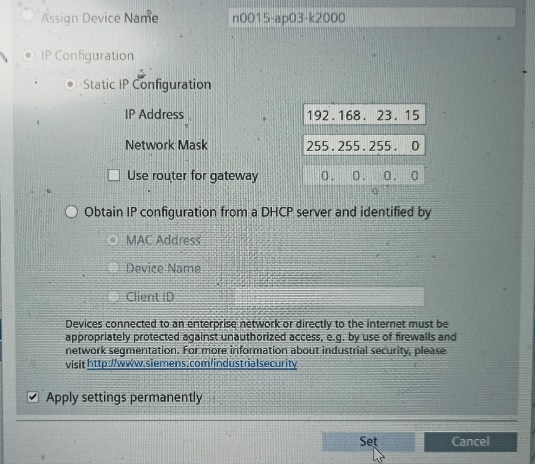 Assign Device Name
n0015-ap03-k2000
IP Configuration
Static IP Configuration
IP Address
192.168. 23. 15
Network Mask
255.255.255. 0
Use router for gateway
0. 0. 0. 0
Obtain IP configuration from a DHCP server and identified by
MAC Address
Device Name
Client ID
Devices connected to an enterprise network or directly to the internet must be
appropriately protected against unauthorized access, e.g. by use of firewalls and
network segmentation. For more information about industrial security, please
visit http://www.siemens.com/industrialsecurity
Apply settings permanently
Set
Cancel